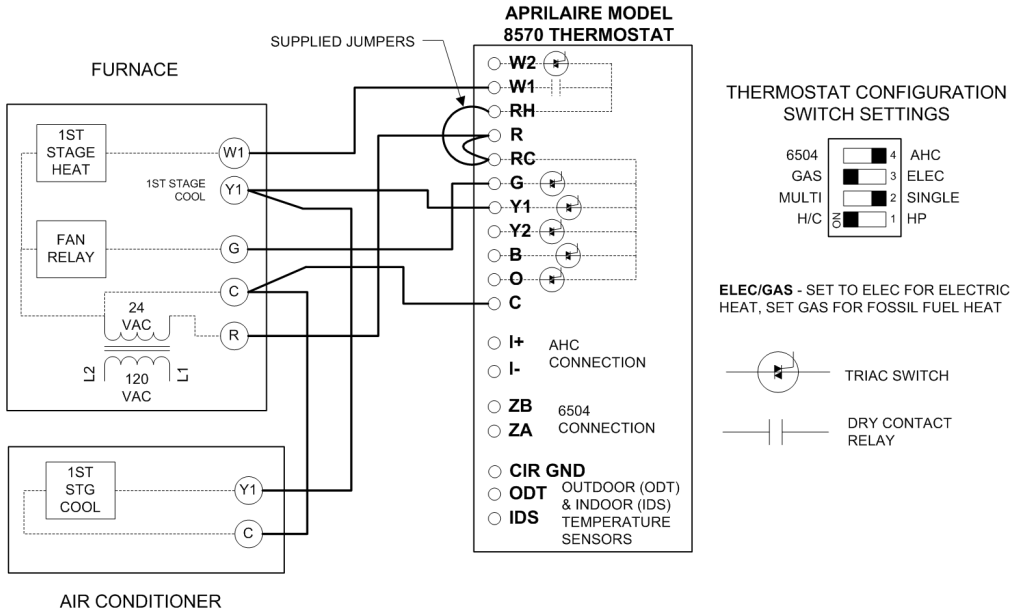 APRILAIRE MODEL
8570 THERMOSTAT
SUPPLIED JUMPERS
FURNACE
1ST
STAGE
HEAT
W1
1ST STAGE
COOL
Y1
FAN
RELAY
G
C
24
VAC
R
L2
120
VAC
L1
1ST
STG
COOL
Y1
C
AIR CONDITIONER
W2
W1
RH
R
RC
G
Y1
Y2
B
O
C
I+
I-
AHC
CONNECTION
ZB
ZA
6504
CONNECTION
CIR GND
ODT
IDS
OUTDOOR (ODT)
& INDOOR (IDS)
TEMPERATURE
SENSORS
THERMOSTAT CONFIGURATION
SWITCH SETTINGS
6504 4 AHC
GAS 3 ELEC
MULTI 2 SINGLE
H/C ON 1 HP
ELEC/GAS - SET TO ELEC FOR ELECTRIC
HEAT, SET GAS FOR FOSSIL FUEL HEAT
TRIAC SWITCH
DRY CONTACT
RELAY